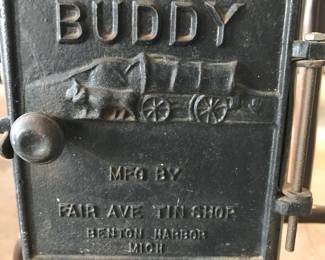 BUDDY
MFG BY
FAIR AVE TIN SHOP
BENTON HARBOR
MICH